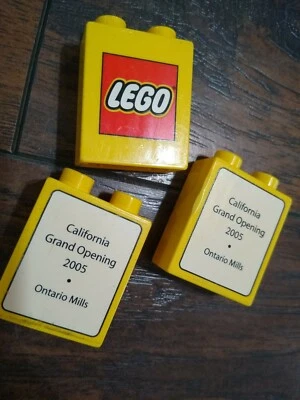 LEGO
California
Grand Opening
2005
•
Ontario Mills
California
Grand Opening
2005
•
Ontario Mills